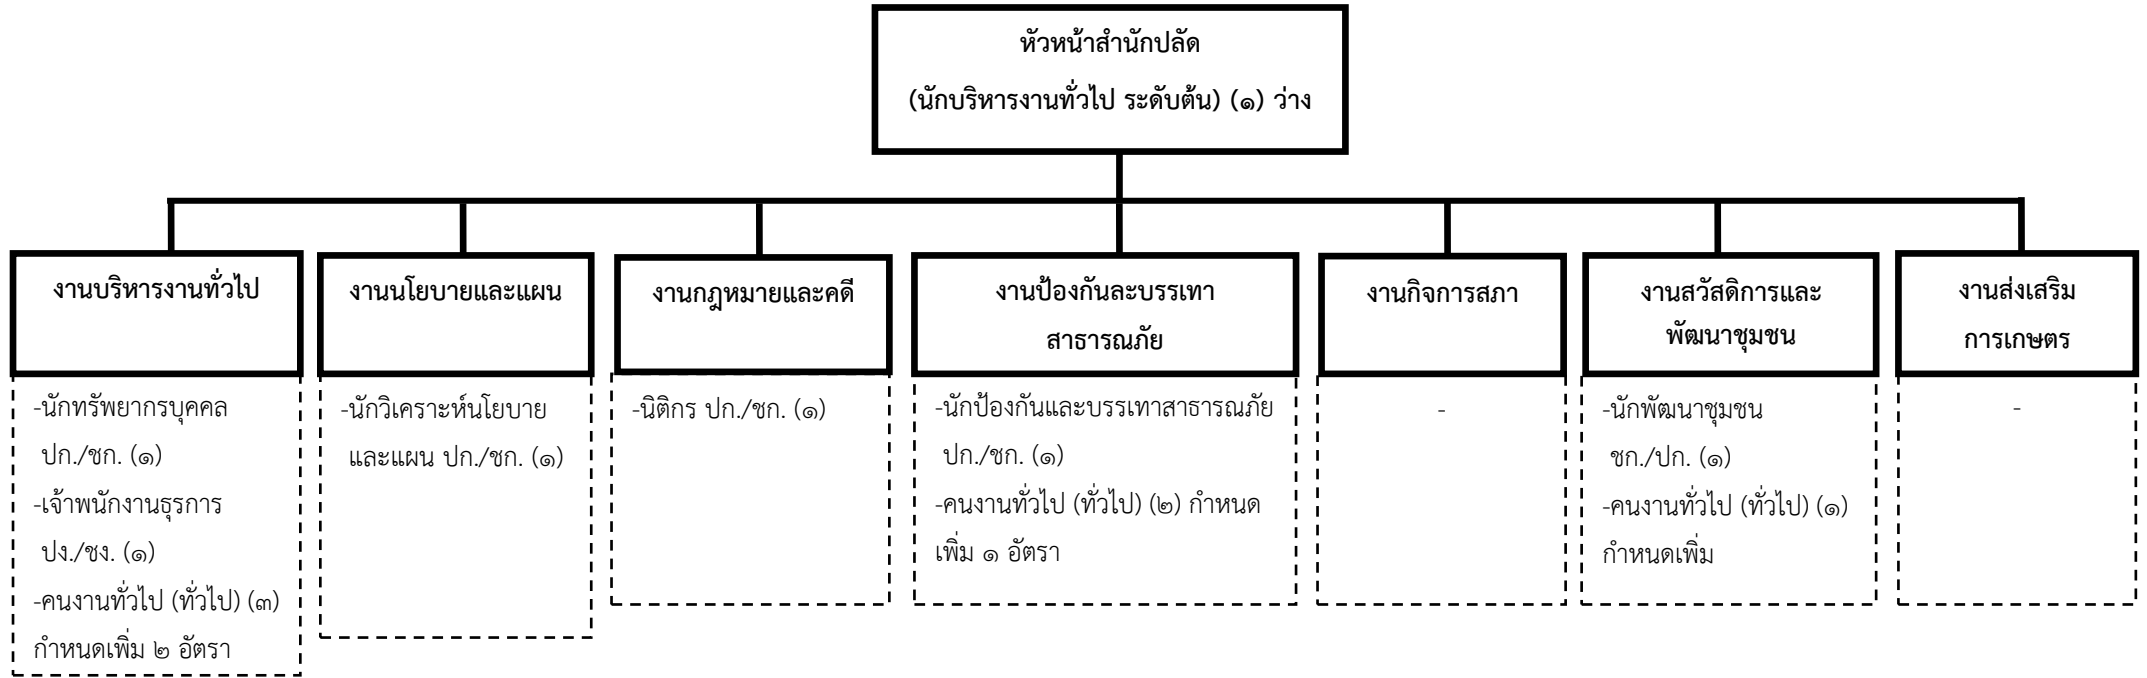 หัวหน้าสำนักปลัด
(นักบริหารงานทั่วไป ระดับต้น) (๑) ว่าง
งานบริหารงานทั่วไป
-นักทรัพยากรบุคคล
ปก./ชก. (๑)
-เจ้าพนักงานธุรการ
ปง./ชง. (๑)
-คนงานทั่วไป (ทั่วไป) (๓)
กำหนดเพิ่ม ๒ อัตรา
งานนโยบายและแผน
-นักวิเคราะห์นโยบาย
และแผน ปก./ชก. (๑)
งานกฎหมายและคดี
-นิติกร ปก./ชก. (๑)
งานป้องกันละบรรเทา
สาธารณภัย
-นักป้องกันและบรรเทาสาธารณภัย
ปก./ชก. (๑)
-คนงานทั่วไป (ทั่วไป) (๒) กำหนด
เพิ่ม ๑ อัตรา
งานกิจการสภา
-
งานสวัสดิการและ
พัฒนาชุมชน
-นักพัฒนาชุมชน
ชก./ปก. (๑)
-คนงานทั่วไป (ทั่วไป) (๑)
กำหนดเพิ่ม
งานส่งเสริม
การเกษตร
-